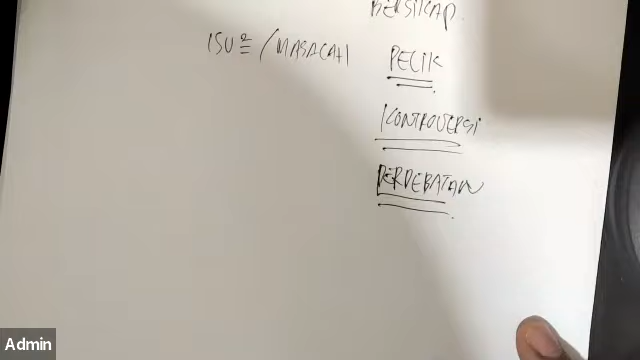 BERSIKAP.
ISU² / MASALAH
PELIK
KONTROVERSI
PERDEBATAN
Admin